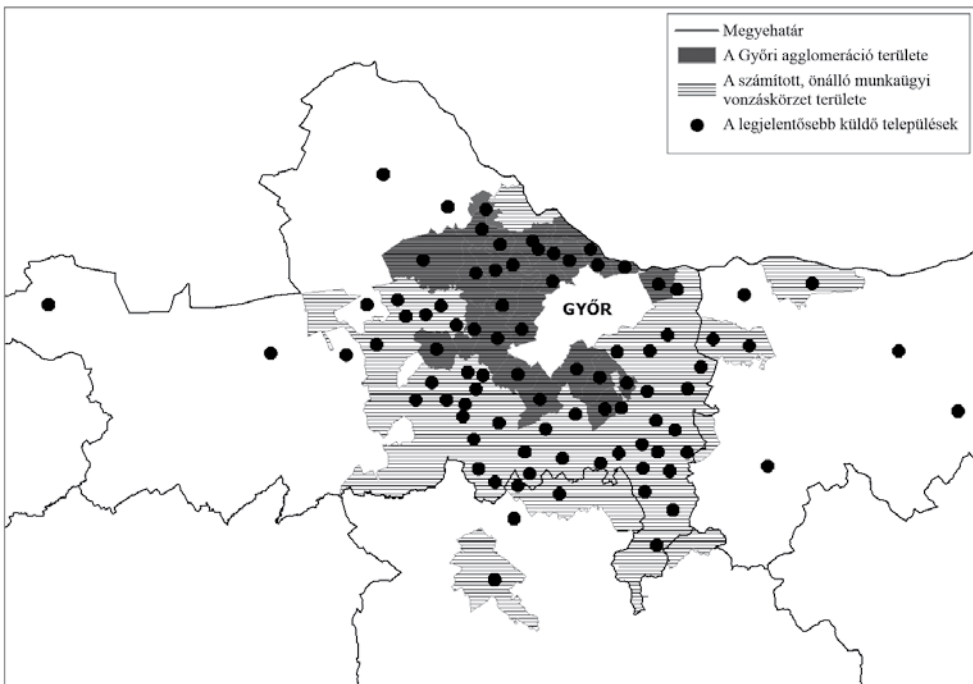 Megyehatár
A Győri agglomeráció területe
A számított, önálló munkaügyi
vonzáskörzet területe
A legjelentősebb küldő települések
GYŐR